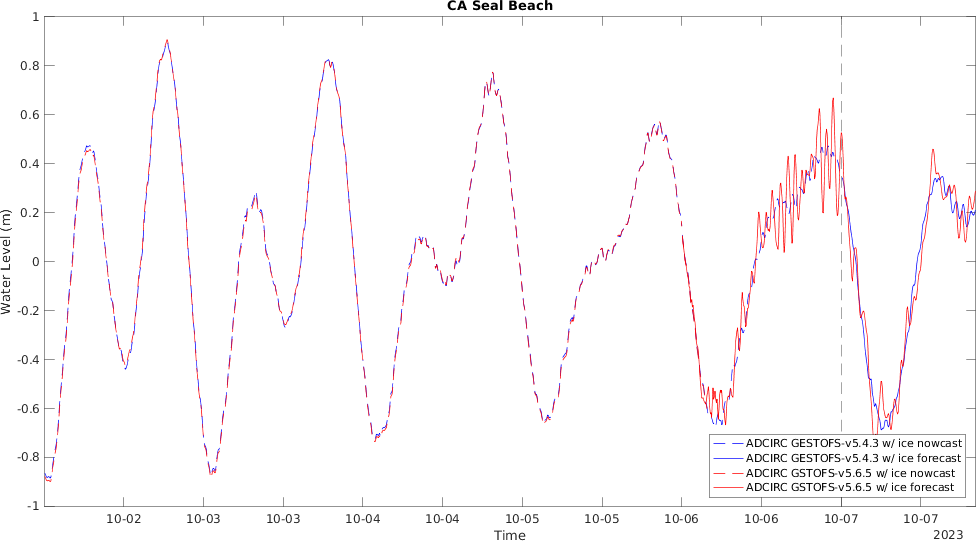 CA Seal Beach
1
0.8
0.6
0.4
0.2
0
-0.2
-0.4
-0.6
-0.8
-1
Water Level (m)
10-02 10-03 10-03 10-04 10-04 10-05 10-05 10-06 10-06 10-07 10-07
Time
2023
ADCIRC GESTOFS-v5.4.3 w/ ice nowcast
ADCIRC GESTOFS-v5.4.3 w/ ice forecast
ADCIRC GSTOFS-v5.6.5 w/ ice nowcast
ADCIRC GSTOFS-v5.6.5 w/ ice forecast